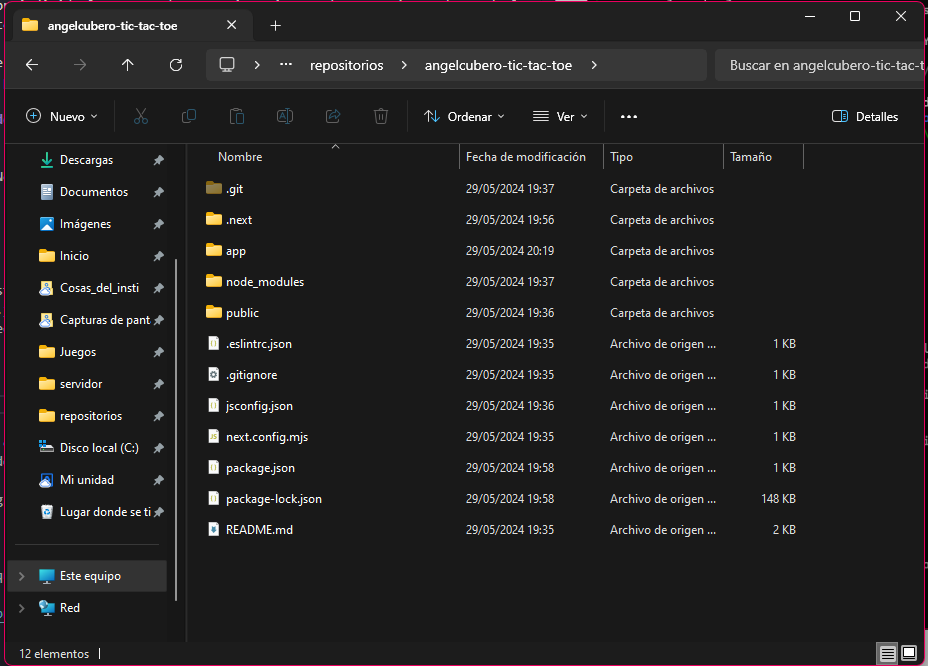 angelcubero-tic-tac-toe
repositorios
angelcubero-tic-tac-toe
Buscar en angelcubero-tic-tac-t
Nuevo
Ordenar
Ver
Detalles
Descargas
Documentos
Imágenes
Inicio
Cosas_del_insti
Capturas de pant
Juegos
servidor
repositorios
Disco local (C:)
Mi unidad
Lugar donde se ti
Este equipo
Red
Nombre Fecha de modificación Tipo Tamaño
.git 29/05/2024 19:37 Carpeta de archivos
.next 29/05/2024 19:56 Carpeta de archivos
app 29/05/2024 20:19 Carpeta de archivos
node_modules 29/05/2024 19:37 Carpeta de archivos
public 29/05/2024 19:36 Carpeta de archivos
.eslintrc.json 29/05/2024 19:35 Archivo de origen ... 1 KB
.gitignore 29/05/2024 19:35 Archivo de origen ... 1 KB
jsconfig.json 29/05/2024 19:36 Archivo de origen ... 1 KB
next.config.mjs 29/05/2024 19:35 Archivo de origen ... 1 KB
package.json 29/05/2024 19:58 Archivo de origen ... 1 KB
package-lock.json 29/05/2024 19:58 Archivo de origen ... 148 KB
README.md 29/05/2024 19:35 Archivo de origen ... 2 KB
12 elementos